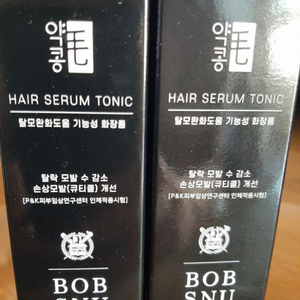 약콩
毛
HAIR SERUM TONIC
탈모완화도움 기능성 화장품
탈락 모발 수 감소
손상모발(큐티클) 개선
[P&K피부임상연구센터 인체적용시험]
BOB
SNU
약콩
毛
HAIR SERUM TONIC
탈모완화도움 기능성 화장품
탈락 모발 수 감소
손상모발(큐티클) 개선
[P&K피부임상연구센터 인체적용시험]
BOB
SNU